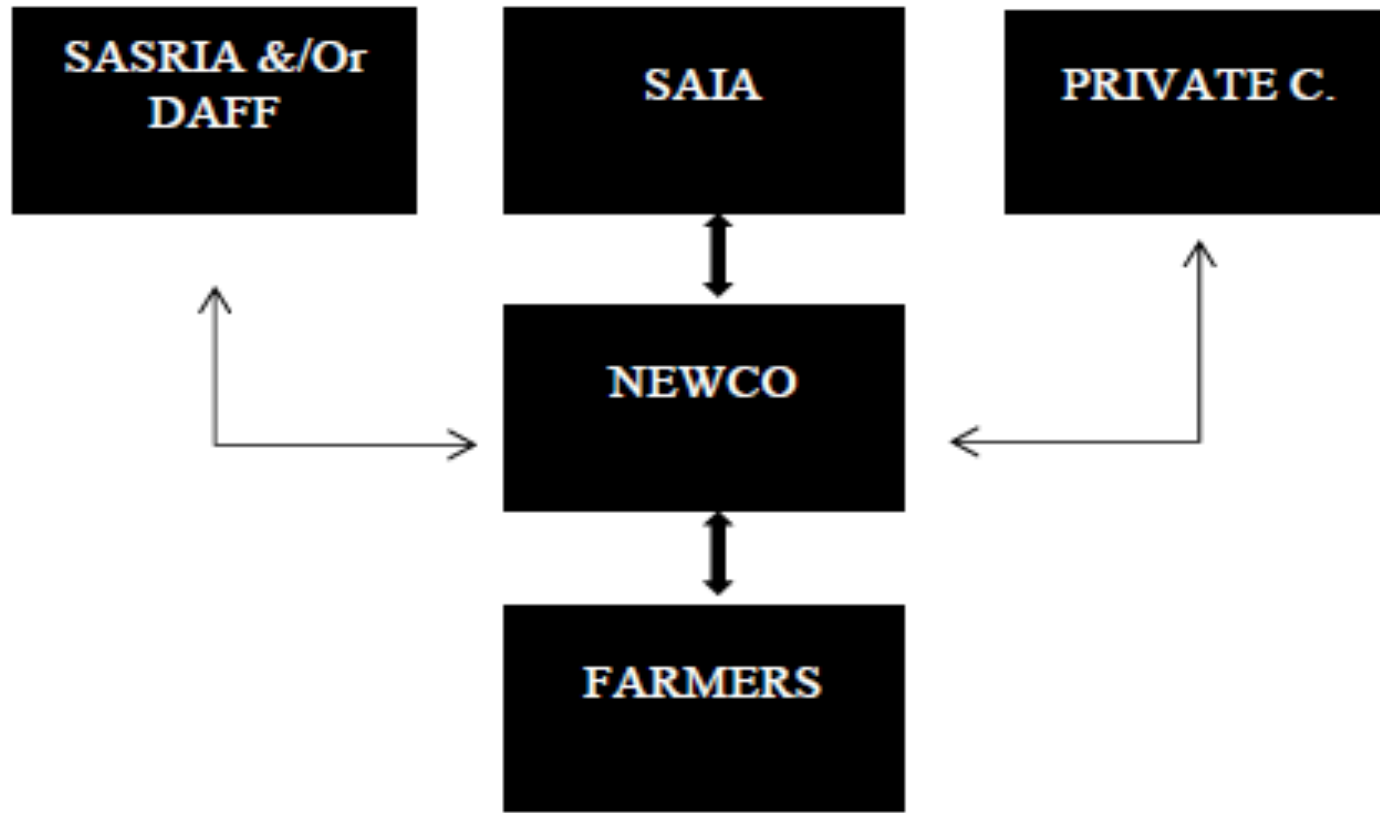 SASRIA &/Or
DAFF
SAIA
PRIVATE C.
NEWCO
FARMERS